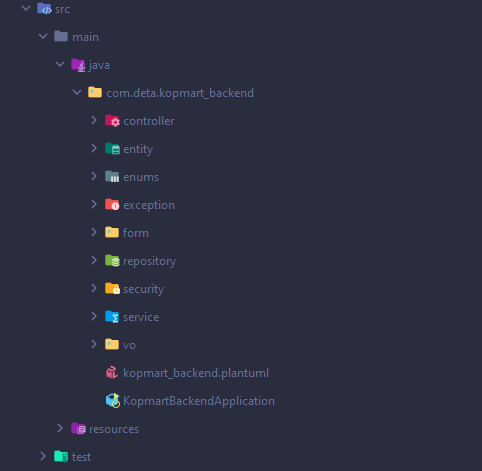 src
main
java
com.deta.kopmart_backend
controller
entity
enums
exception
form
repository
security
service
vo
kopmart_backend.plantuml
KopmartBackendApplication
resources
test